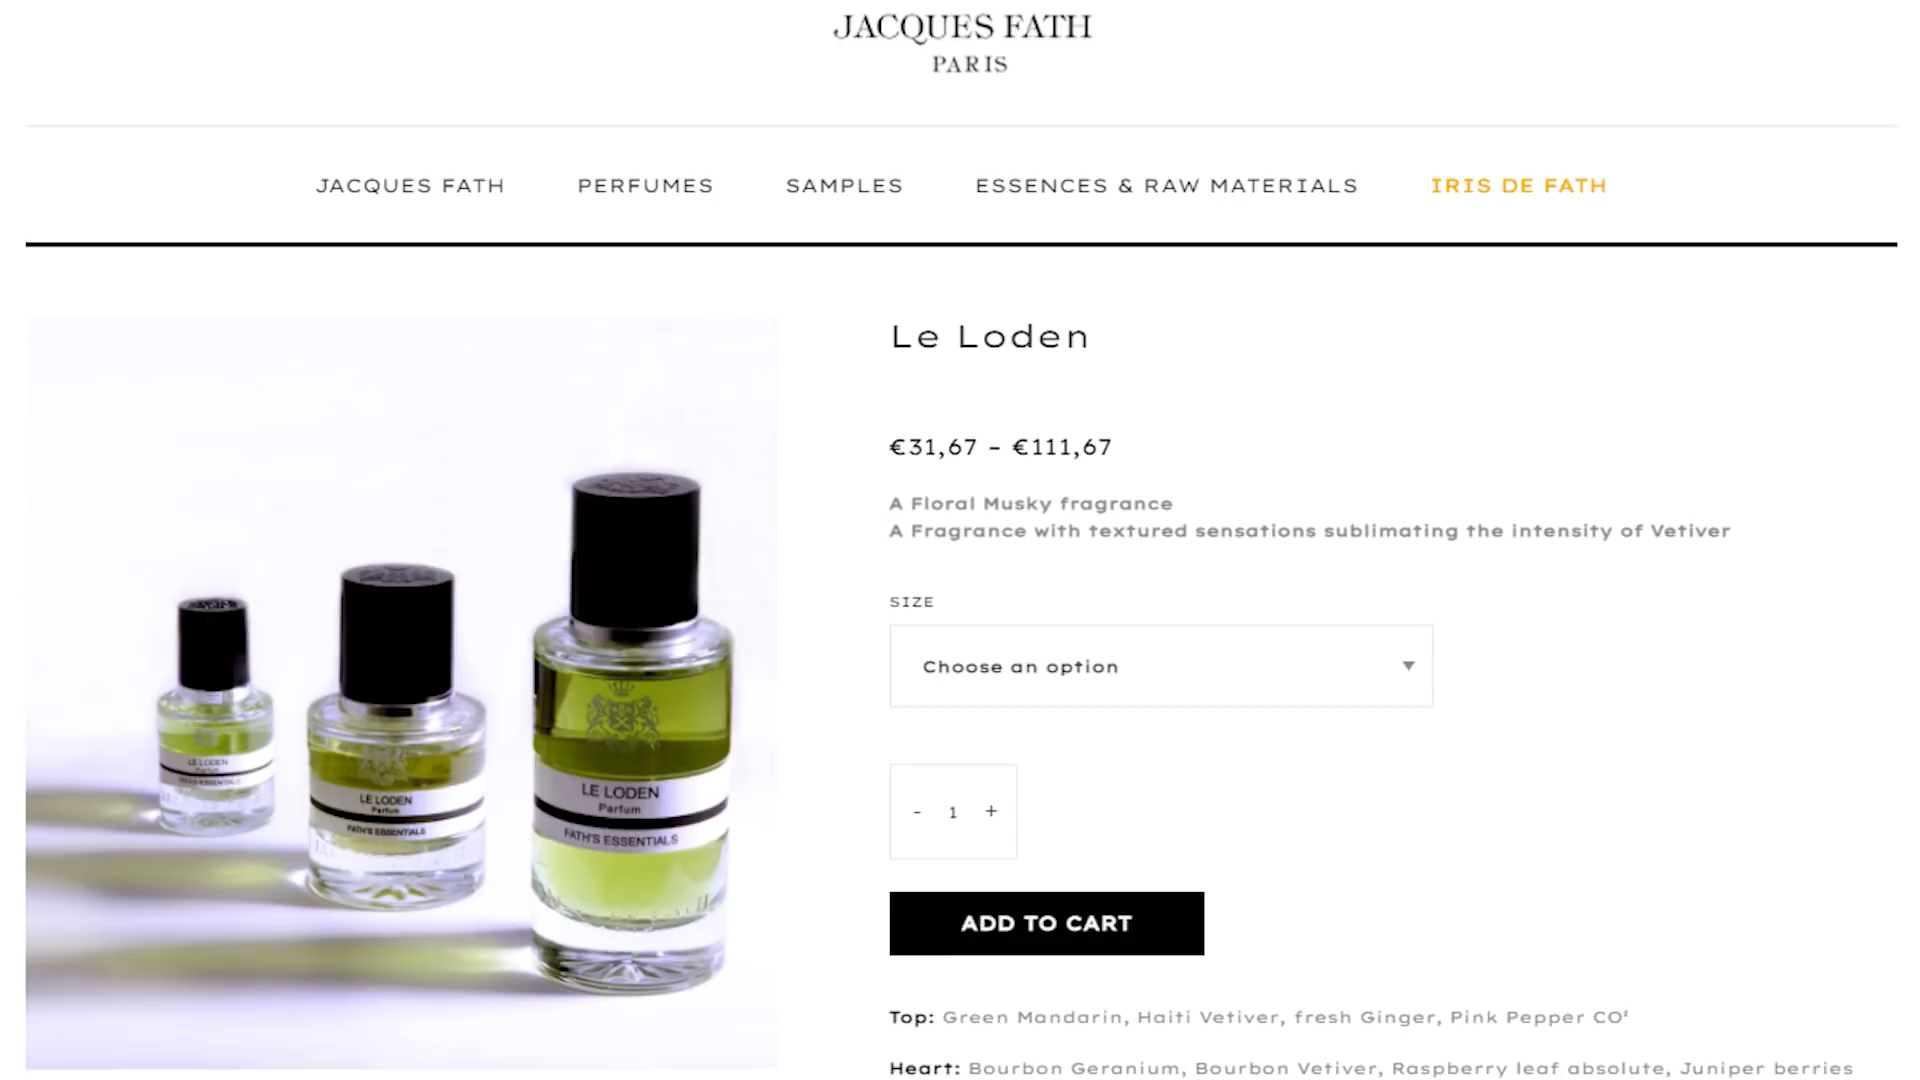 JACQUES FATH
PARIS
JACQUES FATH PERFUMES SAMPLES ESSENCES & RAW MATERIALS IRIS DE FATH
Le Loden
€31,67 – €111,67
A Floral Musky fragrance
A Fragrance with textured sensations sublimating the intensity of Vetiver
SIZE
Choose an option
- 1 +
ADD TO CART
Top: Green Mandarin, Haiti Vetiver, fresh Ginger, Pink Pepper CO²
Heart: Bourbon Geranium, Bourbon Vetiver, Raspberry leaf absolute, Juniper berries
LE LODEN
Parfum
FATH'S ESSENTIALS
LE LODEN
Parfum
FATH'S ESSENTIALS
LE LODEN
Parfum
FATH'S ESSENTIALS